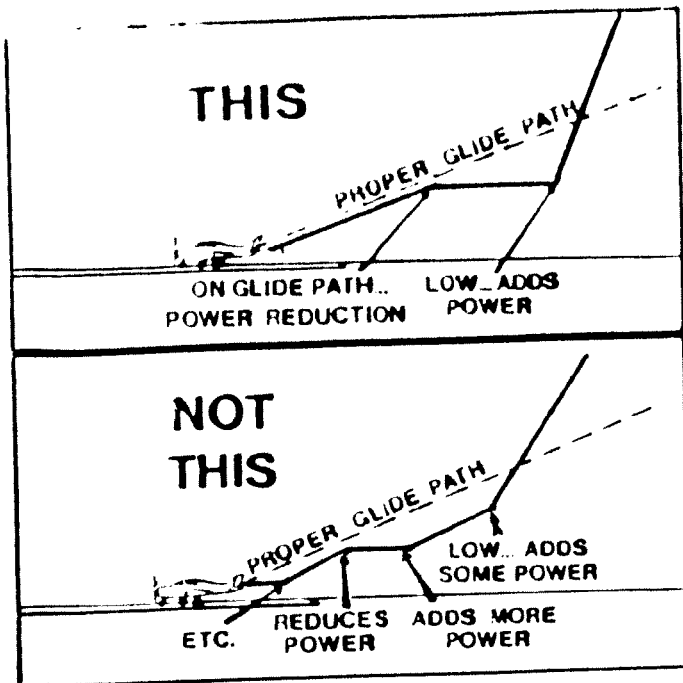 THIS
PROPER GLIDE PATH
ON GLIDE PATH...
POWER REDUCTION
LOW... ADDS
POWER
NOT
THIS
PROPER GLIDE PATH
LOW... ADDS
SOME POWER
ADDS MORE
POWER
REDUCES
POWER
ETC.